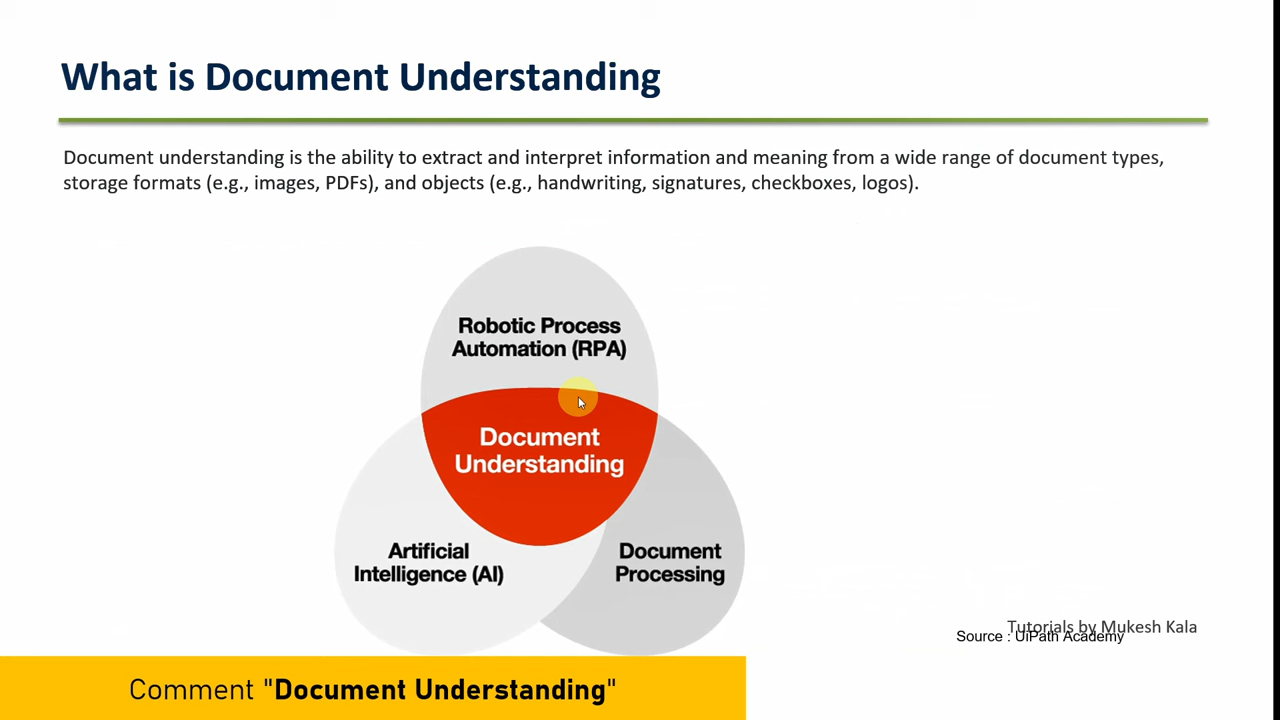 What is Document Understanding
Document understanding is the ability to extract and interpret information and meaning from a wide range of document types,
storage formats (e.g., images, PDFs), and objects (e.g., handwriting, signatures, checkboxes, logos).
Robotic Process
Automation (RPA)
Document
Understanding
Artificial
Intelligence (AI)
Document
Processing
Tutorials by Mukesh Kala
Source : UiPath Academy
Comment "Document Understanding"